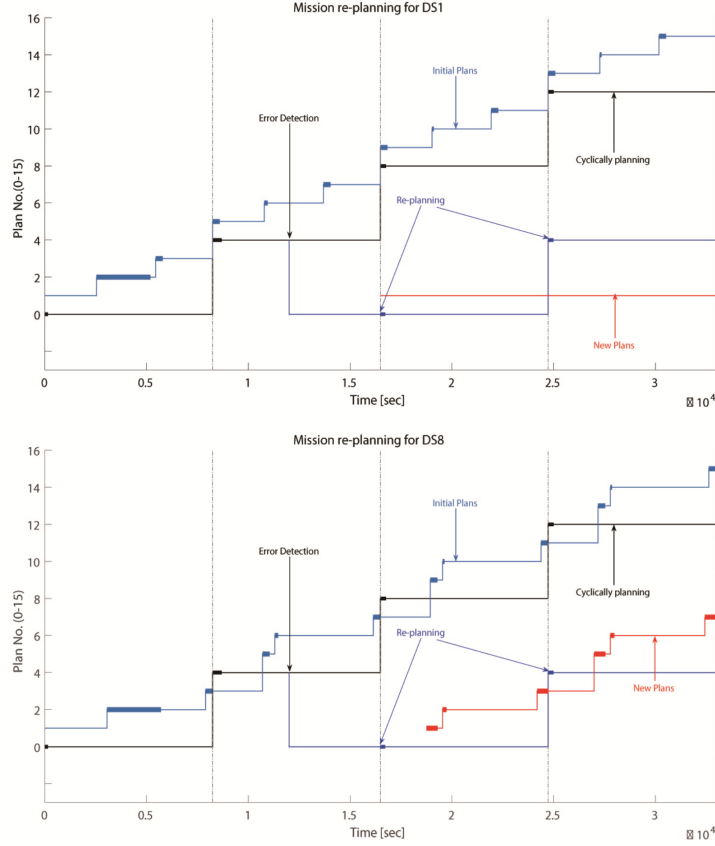 Mission re-planning for DS1
16
14
12
10
8
6
4
2
0
Plan No.(0-15)
Initial Plans
Error Detection
Cyclically planning
Re-planning
New Plans
0
0.5
1
1.5
2
2.5
3
Time [sec]
10⁴
Mission re-planning for DS8
16
14
12
10
8
6
4
2
0
Plan No. (0-15)
Initial Plans
Error Detection
Cyclically planning
Re-planning
New Plans
0
0.5
1
1.5
2
2.5
3
Time [sec]
10⁴